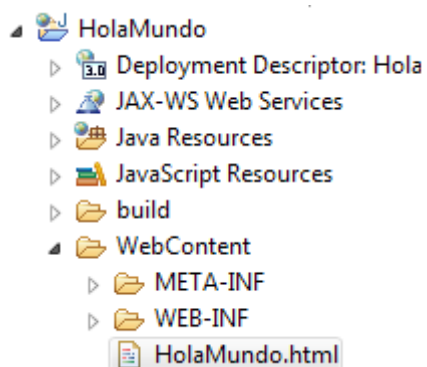 HolaMundo
Deployment Descriptor: Hola
JAX-WS Web Services
Java Resources
JavaScript Resources
build
WebContent
META-INF
WEB-INF
HolaMundo.html